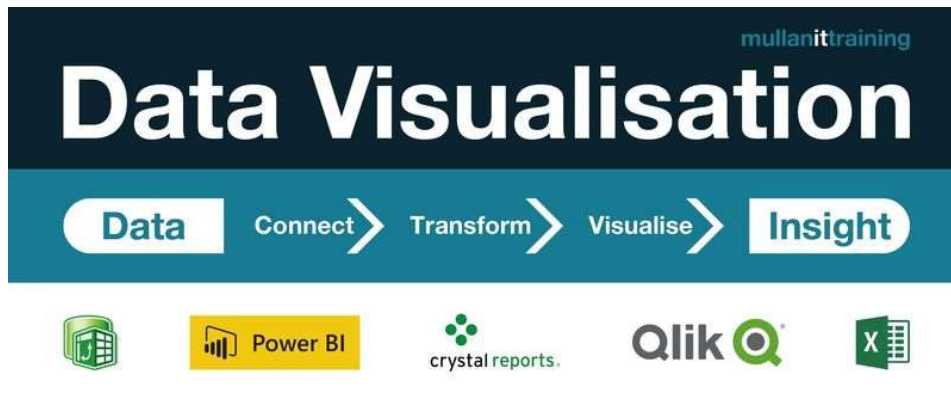 mullanittraining
Data Visualisation
Data Connect Transform Visualise Insight
Power BI crystal reports. Qlik X